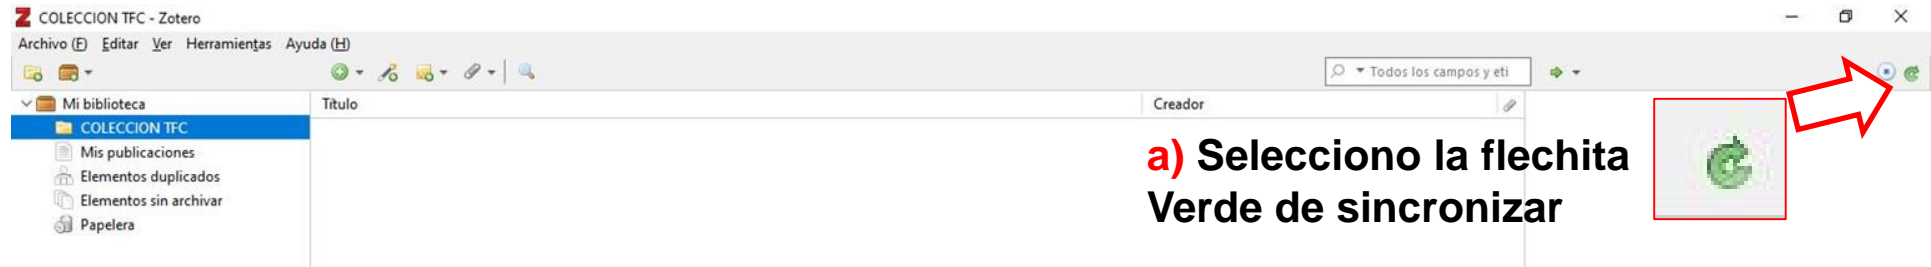 COLECCION TFC - Zotero
Archivo (F) Editar Ver Herramientas Ayuda (H)
Todos los campos y eti
Mi biblioteca
Título
Creador
COLECCION TFC
Mis publicaciones
Elementos duplicados
Elementos sin archivar
Papelera
a) Selecciono la flechita
Verde de sincronizar